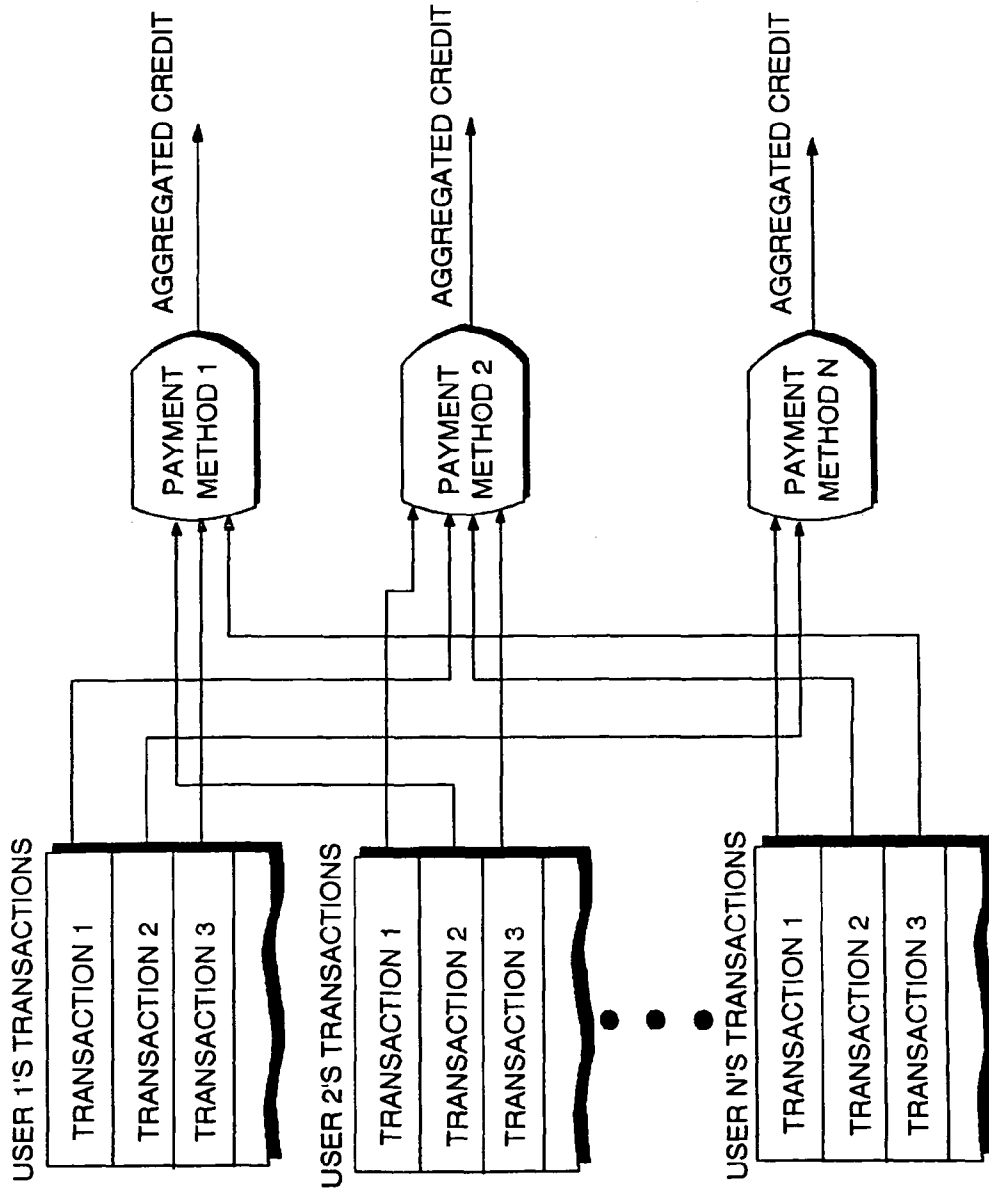 USER 1'S TRANSACTIONS
TRANSACTION 1
TRANSACTION 2
TRANSACTION 3
USER 2'S TRANSACTIONS
TRANSACTION 1
TRANSACTION 2
TRANSACTION 3
USER N'S TRANSACTIONS
TRANSACTION 1
TRANSACTION 2
TRANSACTION 3
PAYMENT
METHOD 1
PAYMENT
METHOD 2
PAYMENT
METHOD N
AGGREGATED CREDIT
AGGREGATED CREDIT
AGGREGATED CREDIT